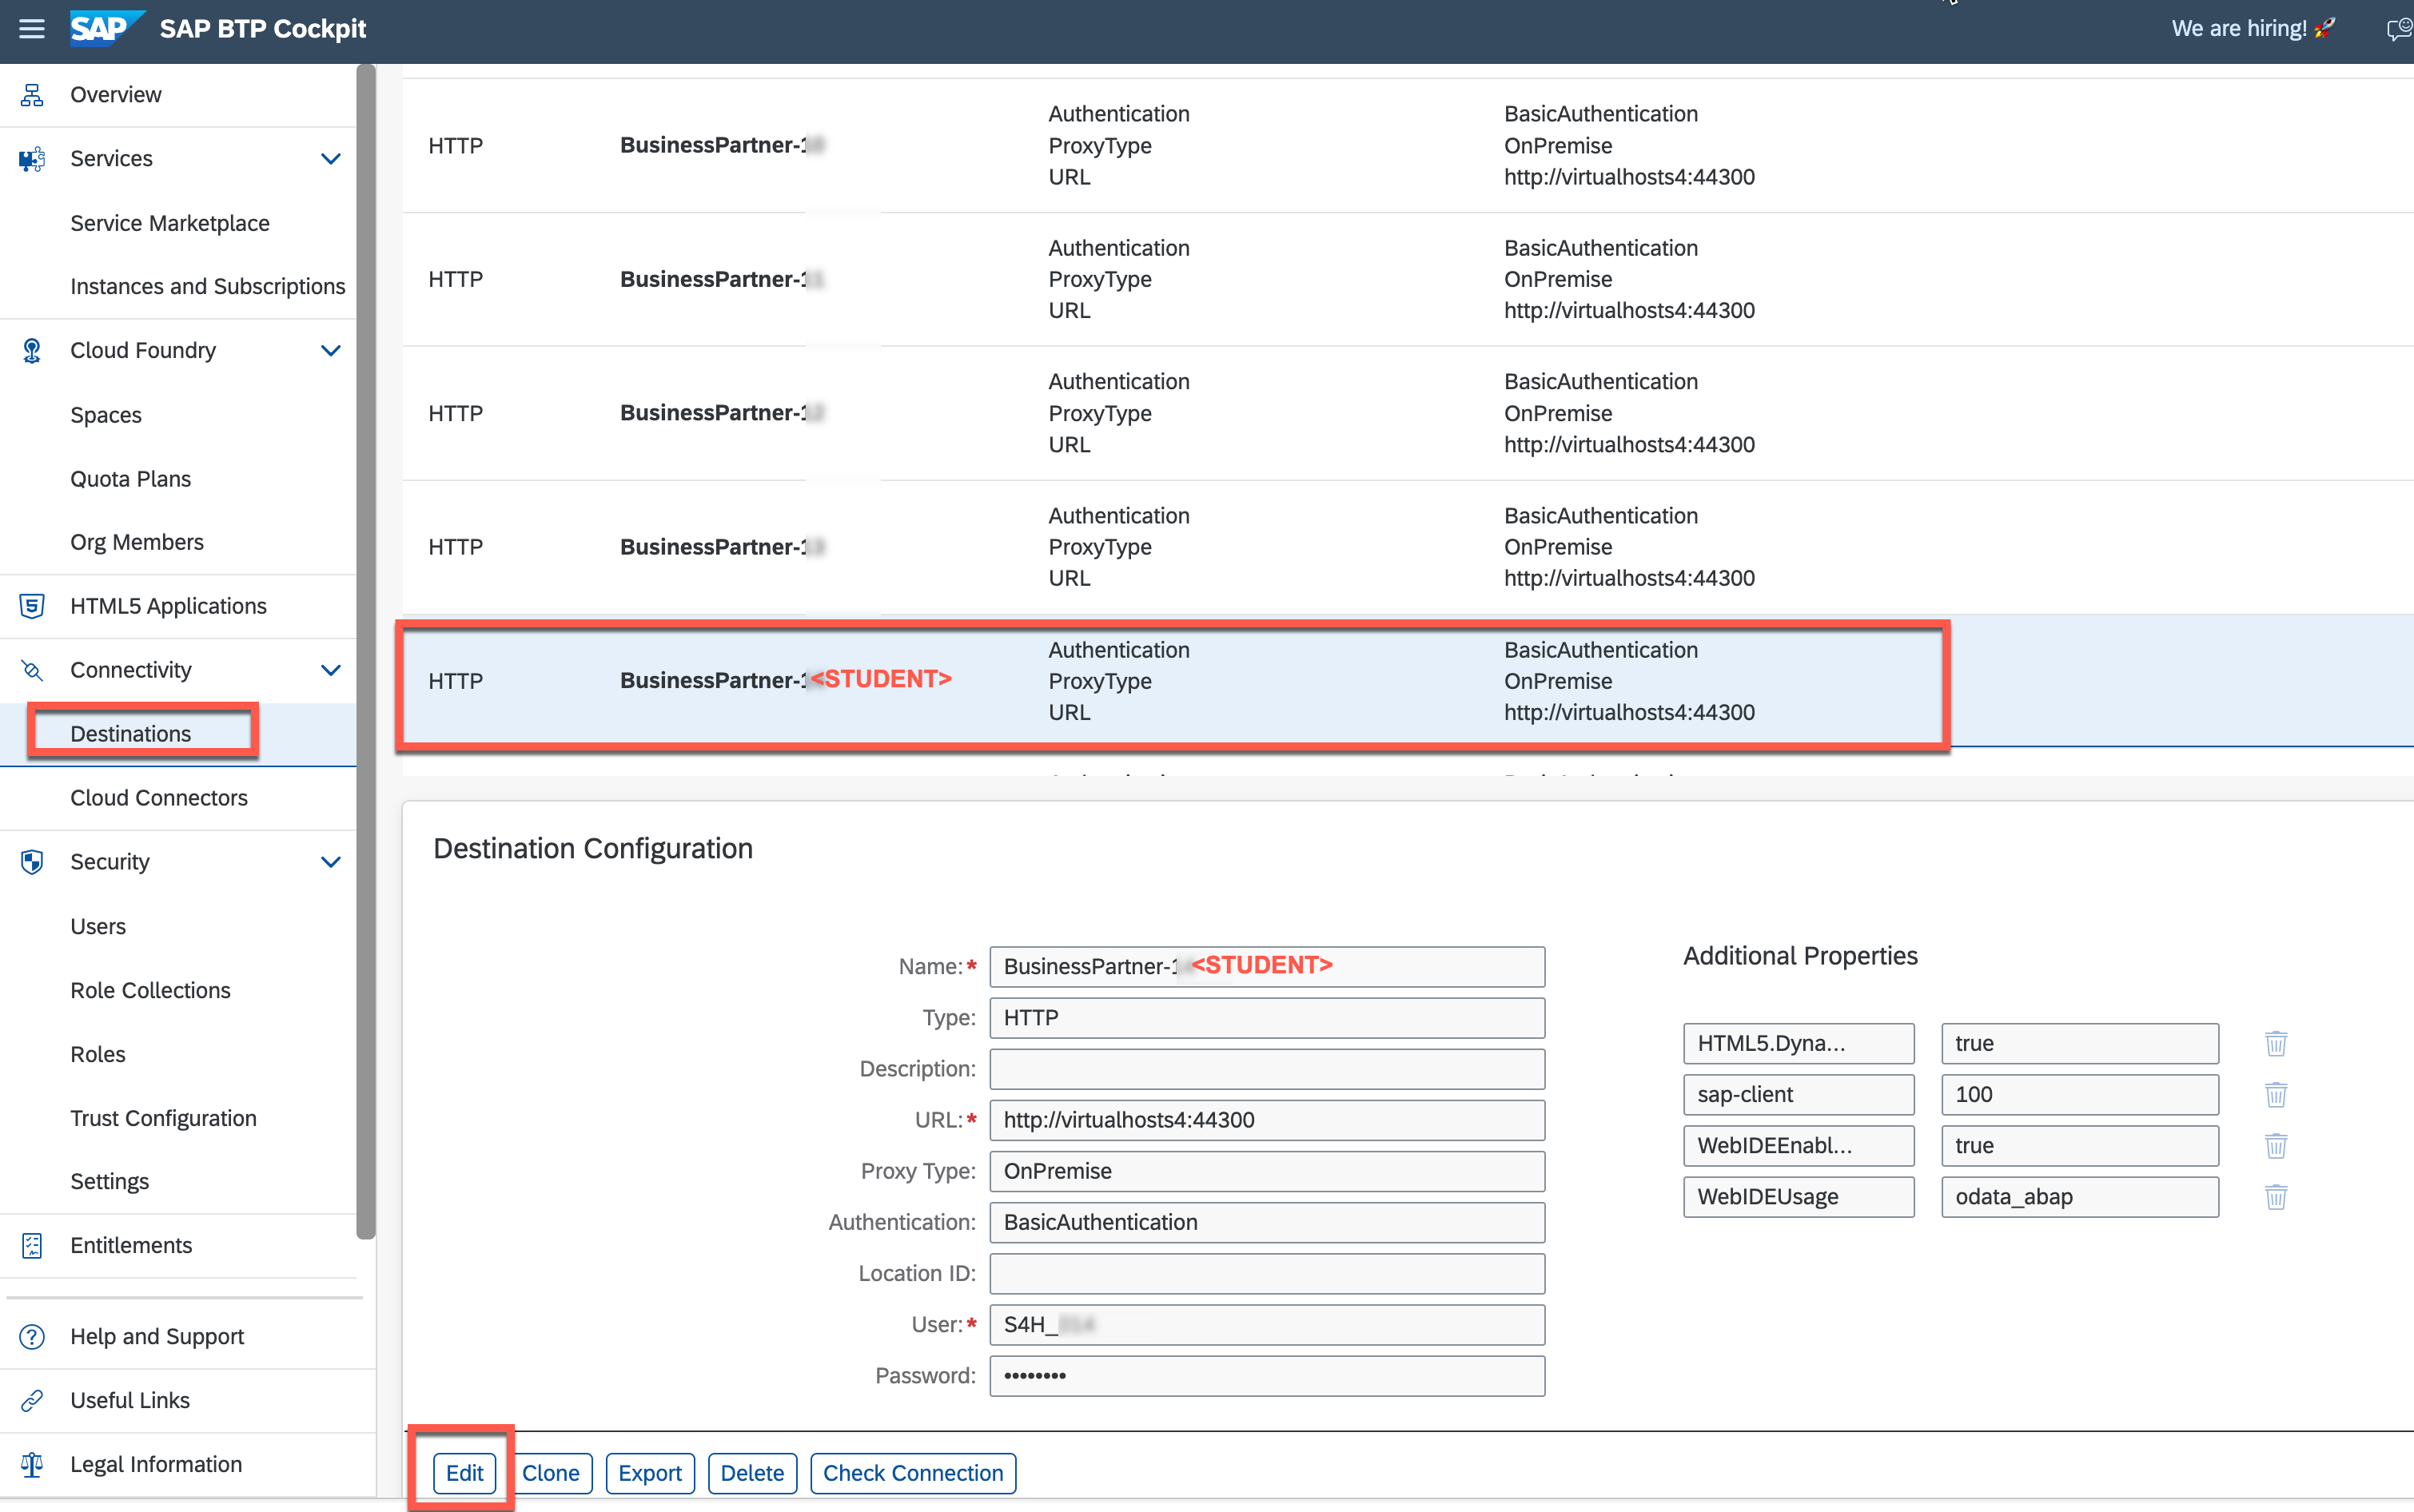 SAP SAP BTP Cockpit
We are hiring! 🚀
Overview
Services
Service Marketplace
Instances and Subscriptions
Cloud Foundry
Spaces
Quota Plans
Org Members
HTML5 Applications
Connectivity
Destinations
Cloud Connectors
Security
Users
Role Collections
Roles
Trust Configuration
Settings
Entitlements
Help and Support
Useful Links
Legal Information
HTTP
BusinessPartner-1
Authentication
ProxyType
URL
BasicAuthentication
OnPremise
http://virtualhosts4:44300
HTTP
BusinessPartner-1
Authentication
ProxyType
URL
BasicAuthentication
OnPremise
http://virtualhosts4:44300
HTTP
BusinessPartner-1
Authentication
ProxyType
URL
BasicAuthentication
OnPremise
http://virtualhosts4:44300
HTTP
BusinessPartner-1
Authentication
ProxyType
URL
BasicAuthentication
OnPremise
http://virtualhosts4:44300
HTTP
BusinessPartner-1<STUDENT>
Authentication
ProxyType
URL
BasicAuthentication
OnPremise
http://virtualhosts4:44300
Destination Configuration
Name:* BusinessPartner-1<STUDENT>
Type: HTTP
Description:
URL:* http://virtualhosts4:44300
Proxy Type: OnPremise
Authentication: BasicAuthentication
Location ID:
User:* S4H_
Password: ••••••••
Additional Properties
HTML5.Dyna... true
sap-client 100
WebIDEEnabl... true
WebIDEUsage odata_abap
Edit Clone Export Delete Check Connection